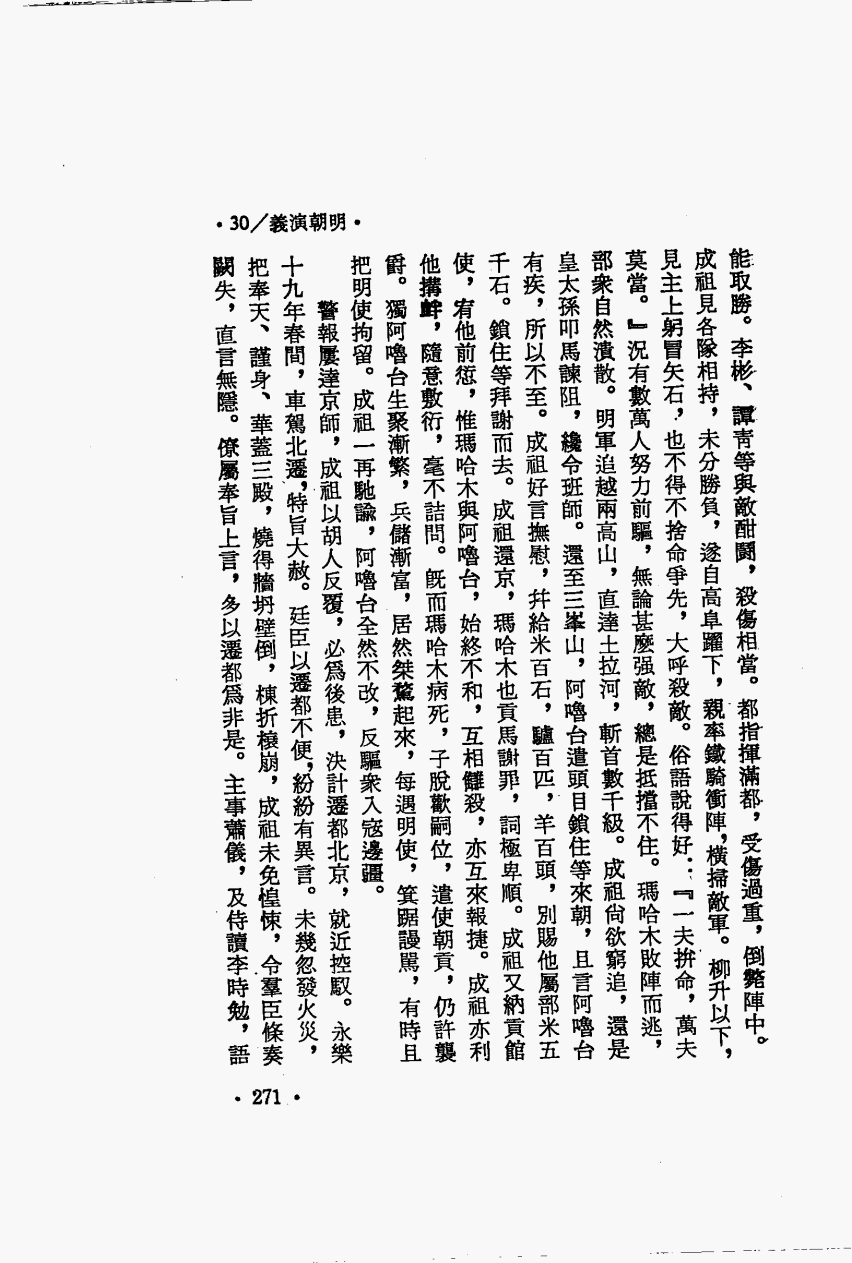 ·30／義演朝明·
能取勝。李彬、譚青等與敵酣鬭，殺傷相當。都指揮滿都，受傷過重，倒斃陣中。
成祖見各隊相持，未分勝負，遂自高阜躍下，親率鐵騎衝陣，橫掃敵軍。柳升以下，
見主上躬冒矢石，也不得不捨命爭先，大呼殺敵。俗語說得好：『一夫拚命，萬夫
莫當。』況有數萬人努力前驅，無論甚麼强敵，總是抵擋不住。瑪哈木敗陣而逃，
部衆自然潰散。明軍追越兩高山，直達土拉河，斬首數千級。成祖尙欲窮追，還是
皇太孫叩馬諫阻，纔令班師。還至三峯山，阿嚕台遣頭目鎖住等來朝，且言阿嚕台
有疾，所以不至。成祖好言撫慰，幷給米百石，驢百匹，羊百頭，別賜他屬部米五
千石。鎖住等拜謝而去。成祖還京，瑪哈木也貢馬謝罪，詞極卑順。成祖又納貢館
使，宥他前愆，惟瑪哈木與阿嚕台，始終不和，互相讎殺，亦互來報捷。成祖亦利
他搆衅，隨意敷衍，毫不詰問。旣而瑪哈木病死，子脫歡嗣位，遣使朝貢，仍許襲
爵。獨阿嚕台生聚漸繁，兵儲漸富，居然桀驁起來，每遇明使，箕踞謾駡，有時且
把明使拘留。成祖一再馳諭，阿嚕台全然不改，反驅衆入寇邊疆。
警報屢達京師，成祖以胡人反覆，必爲後患，決計遷都北京，就近控馭。永樂
十九年春間，車駕北遷，特旨大赦。廷臣以遷都不便，紛紛有異言。未幾忽發火災，
把奉天、謹身、華蓋三殿，燒得牆坍壁倒，棟折榱崩，成祖未免惶悚，令羣臣條奏
闕失，直言無隱。僚屬奉旨上言，多以遷都爲非是。主事蕭儀，及侍讀李時勉，語
·271·